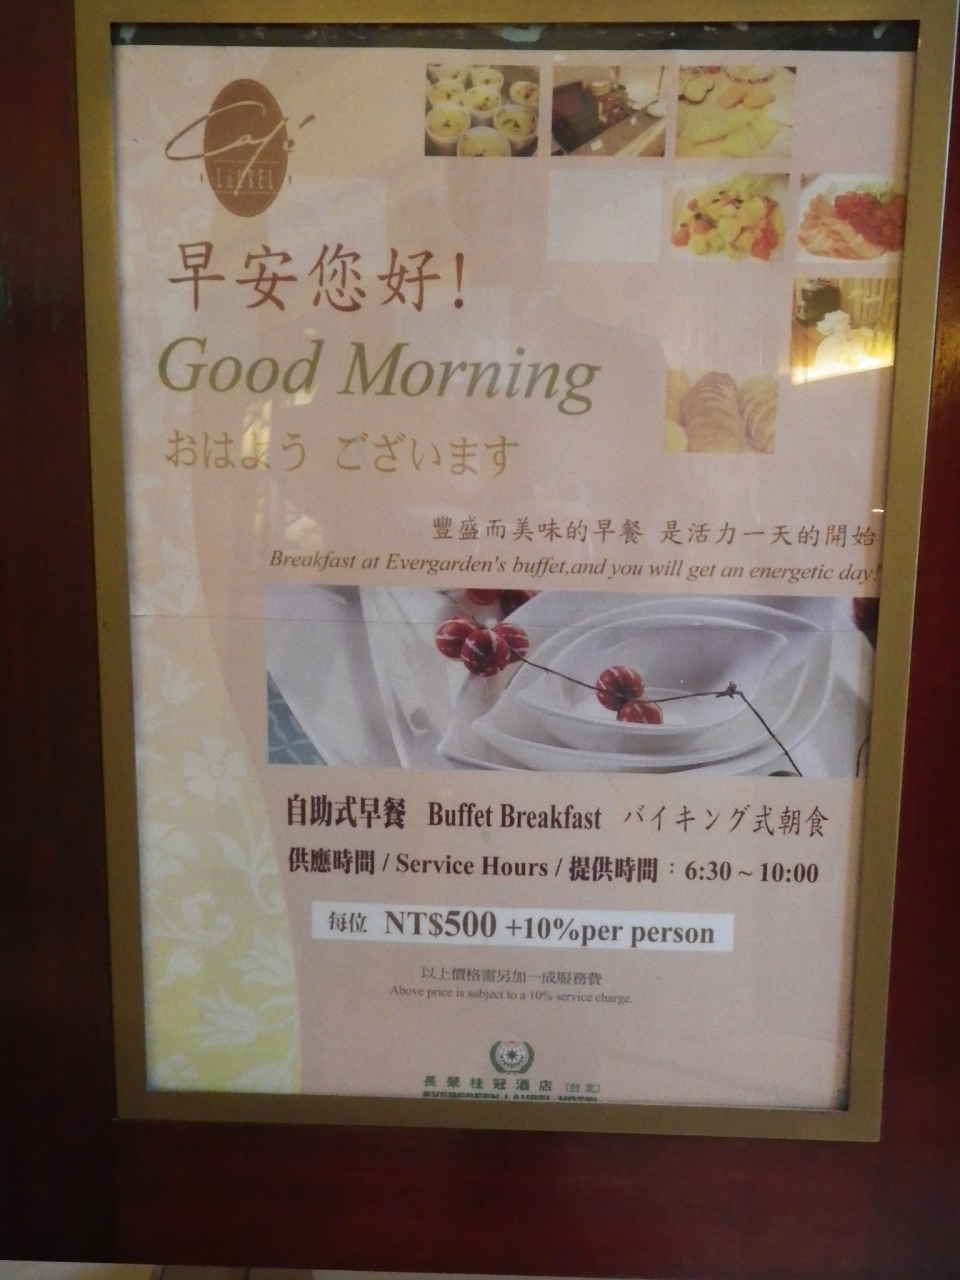 Café
LAUREL
早安您好!
Good Morning
おはよう ございます
豐盛而美味的早餐 是活力一天的開始
Breakfast at Evergarden's buffet,and you will get an energetic day!
自助式早餐 Buffet Breakfast バイキング式朝食
供應時間 / Service Hours / 提供時間：6:30 ~ 10:00
每位 NT$500 +10%per person
以上價格需另加一成服務費
Above price is subject to a 10% service charge.
長榮桂冠酒店 (台北)
EVERGREEN LAUREL HOTEL